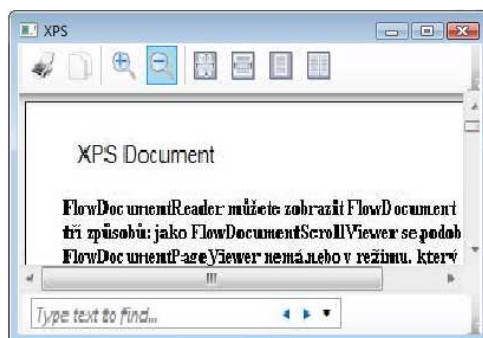 XPS
XPS Document
FlowDocumentReader můžete zobrazit FlowDocument
tří způsobů: jako FlowDocumentScrollViewer se podob
FlowDocumentPageViewer nemá,nebo v režimu, který
Type text to find...